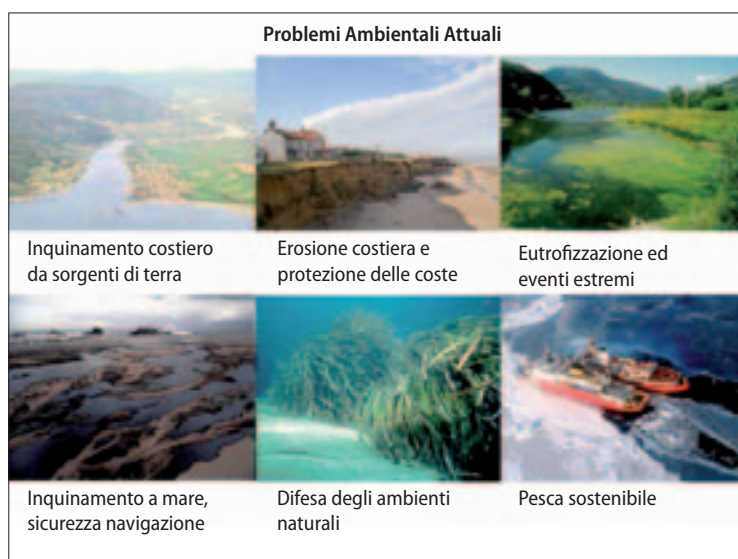 Problemi Ambientali Attuali
Inquinamento costiero
da sorgenti di terra
Erosione costiera e
protezione delle coste
Eutrofizzazione ed
eventi estremi
Inquinamento a mare,
sicurezza navigazione
Difesa degli ambienti
naturali
Pesca sostenibile